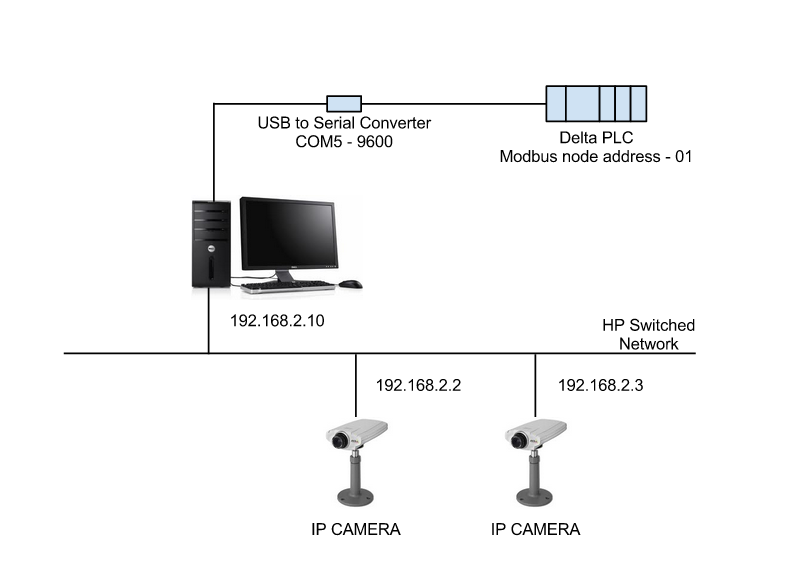 USB to Serial Converter
COM5 - 9600
Delta PLC
Modbus node address - 01
192.168.2.10
HP Switched
Network
192.168.2.2
192.168.2.3
IP CAMERA
IP CAMERA